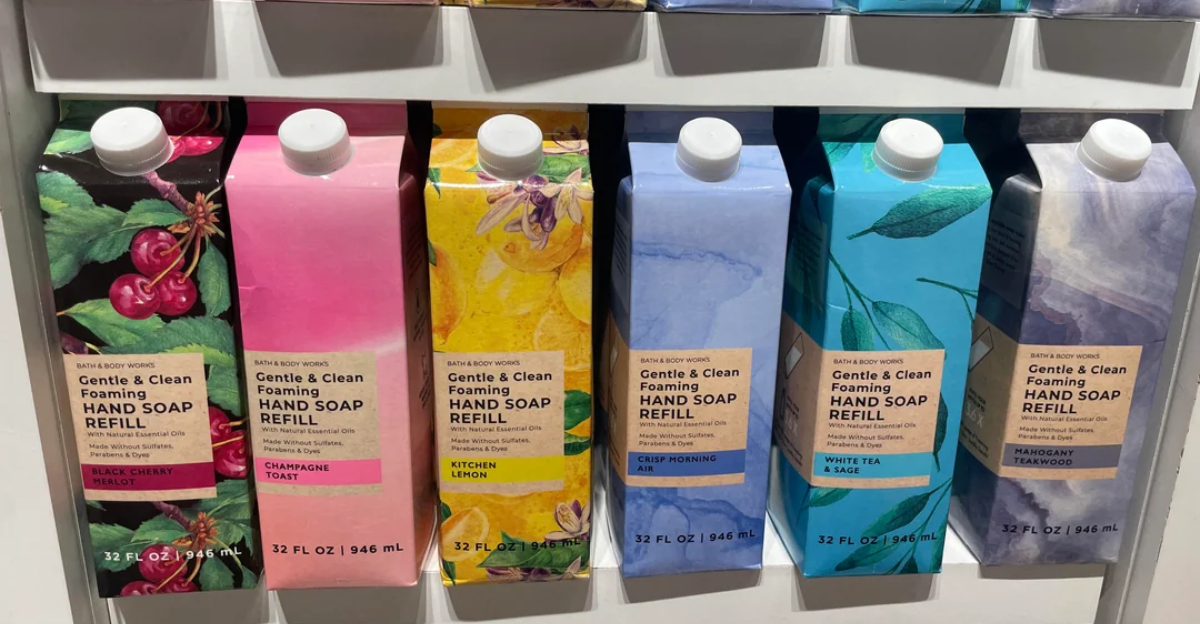 BATH & BODY WORKS
Gentle & Clean
Foaming
HAND SOAP
REFILL
With Natural Essential Oils
Made Without Sulfates,
Parabens & Dyes
BLACK CHERRY
MERLOT
32 FL OZ | 946 mL
BATH & BODY WORKS
Gentle & Clean
Foaming
HAND SOAP
REFILL
With Natural Essential Oils
Made Without Sulfates,
Parabens & Dyes
CHAMPAGNE
TOAST
32 FL OZ | 946 mL
BATH & BODY WORKS
Gentle & Clean
Foaming
HAND SOAP
REFILL
With Natural Essential Oils
Made Without Sulfates,
Parabens & Dyes
KITCHEN
LEMON
32 FL OZ | 946 mL
BATH & BODY WORKS
Gentle & Clean
Foaming
HAND SOAP
REFILL
With Natural Essential Oils
Made Without Sulfates,
Parabens & Dyes
CRISP MORNING
AIR
32 FL OZ | 946 mL
BATH & BODY WORKS
Gentle & Clean
Foaming
HAND SOAP
REFILL
With Natural Essential Oils
Made Without Sulfates,
Parabens & Dyes
WHITE TEA
& SAGE
32 FL OZ | 946 mL
BATH & BODY WORKS
Gentle & Clean
Foaming
HAND SOAP
REFILL
With Natural Essential Oils
Made Without Sulfates,
Parabens & Dyes
MAHOGANY
TEAKWOOD
32 FL OZ | 946 mL